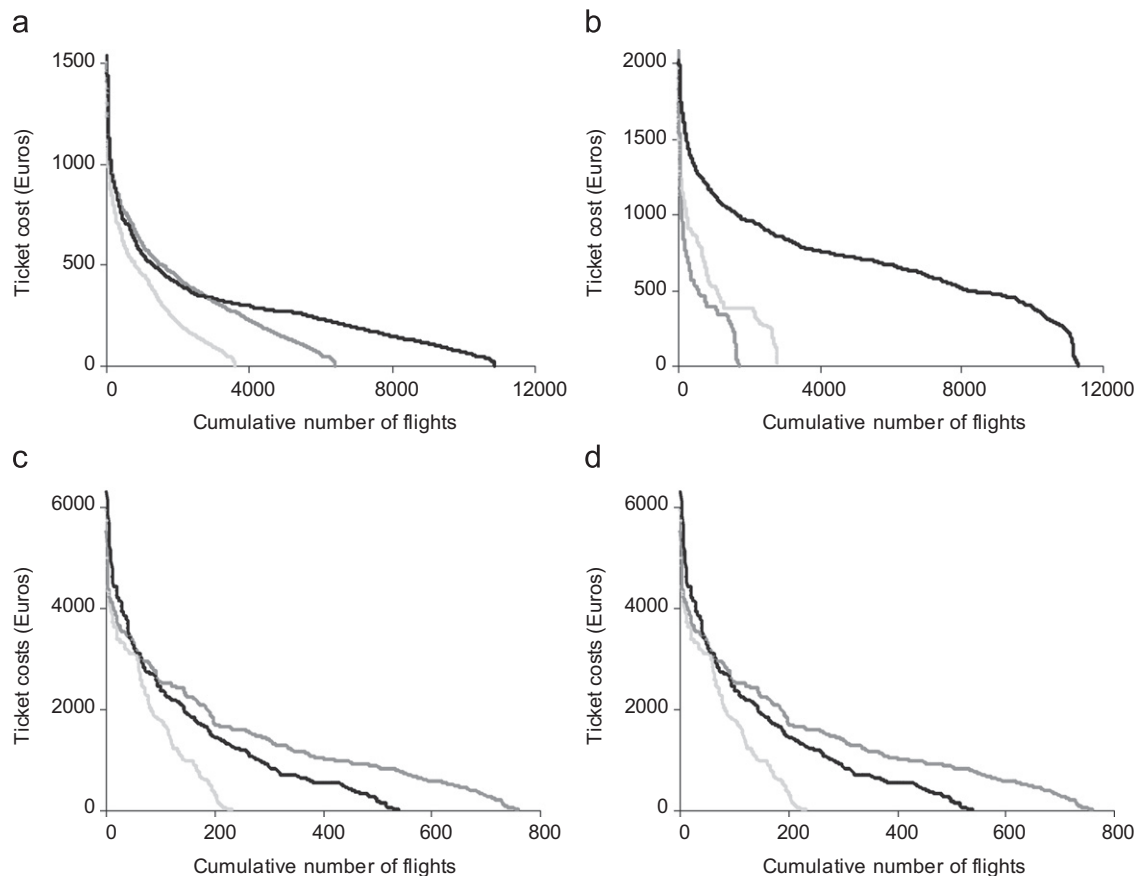 a
1500
1000
500
0
Ticket cost (Euros)
0 4000 8000 12000
Cumulative number of flights
b
2000
1500
1000
500
0
Ticket cost (Euros)
0 4000 8000 12000
Cumulative number of flights
c
6000
4000
2000
0
Ticket costs (Euros)
0 200 400 600 800
Cumulative number of flights
d
6000
4000
2000
0
Ticket costs (Euros)
0 200 400 600 800
Cumulative number of flights